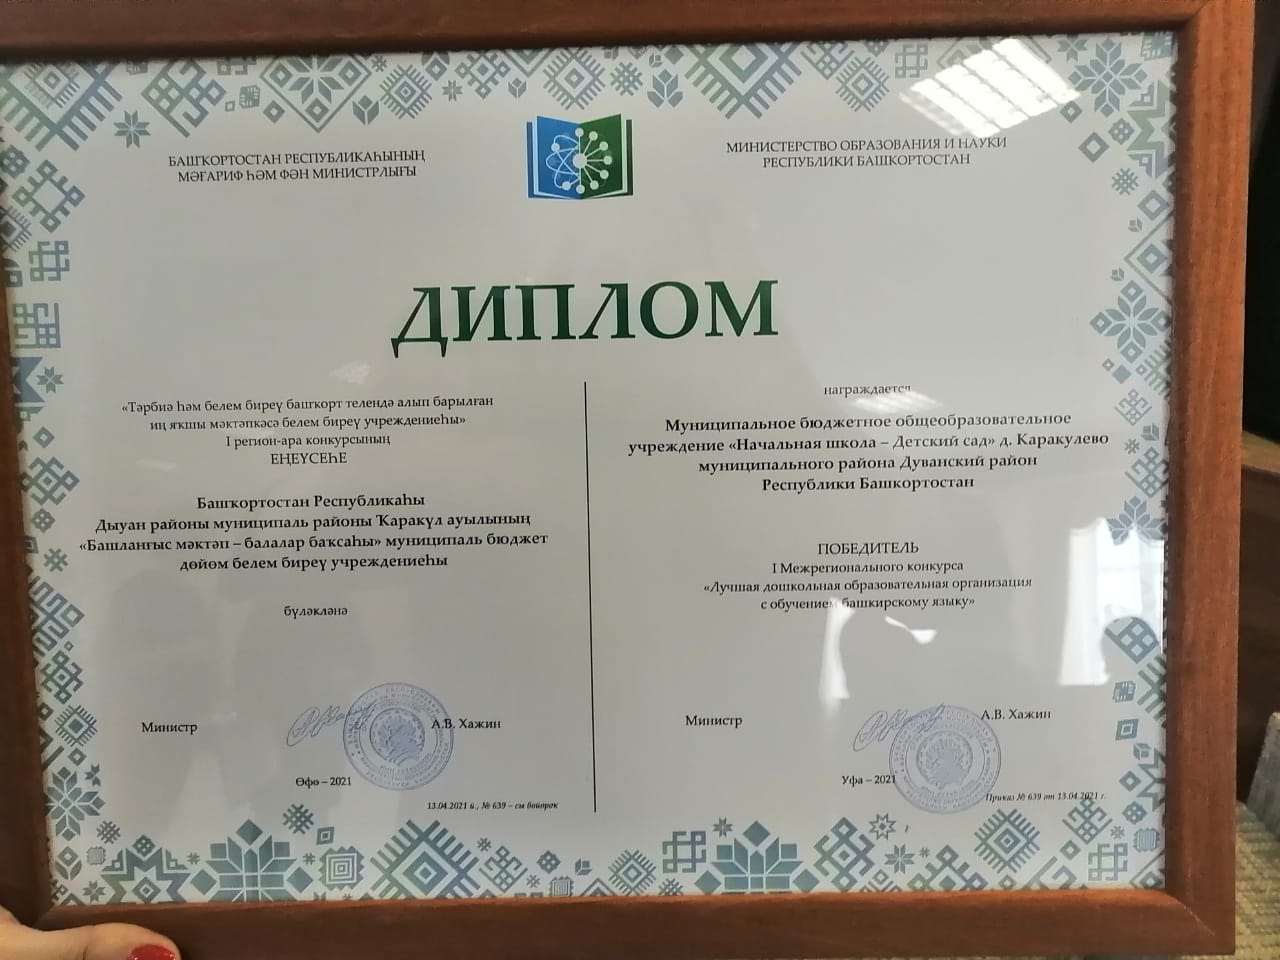 БАШҠОРТОСТАН РЕСПУБЛИКАҺЫНЫҢ
МӘҒАРИФ ҺӘМ ФӘН МИНИСТРЛЫҒЫ
МИНИСТЕРСТВО ОБРАЗОВАНИЯ И НАУКИ
РЕСПУБЛИКИ БАШКОРТОСТАН
ДИПЛОМ
«Тәрбиә һәм белем биреү башҡорт телендә алып барылған
иң яҡшы мәктәпкәсә белем биреү учреждениеһы»
I регион-ара конкурсының
ЕҢЕҮСЕҺЕ
Башҡортостан Республикаһы
Дыуан районы муниципаль районы Ҡаракүл ауылының
«Башланғыс мәктәп – балалар баҡсаһы» муниципаль бюджет
дөйөм белем биреү учреждениеһы
бүләкләнә
Министр
А.В. Хажин
Өфө – 2021
13.04.2021 й., № 639 – сы бойороҡ
награждается
Муниципальное бюджетное общеобразовательное
учреждение «Начальная школа – Детский сад» д. Каракулево
муниципального района Дуванский район
Республики Башкортостан
ПОБЕДИТЕЛЬ
I Межрегионального конкурса
«Лучшая дошкольная образовательная организация
с обучением башкирскому языку»
Министр
А.В. Хажин
Уфа – 2021
Приказ № 639 от 13.04.2021 г.